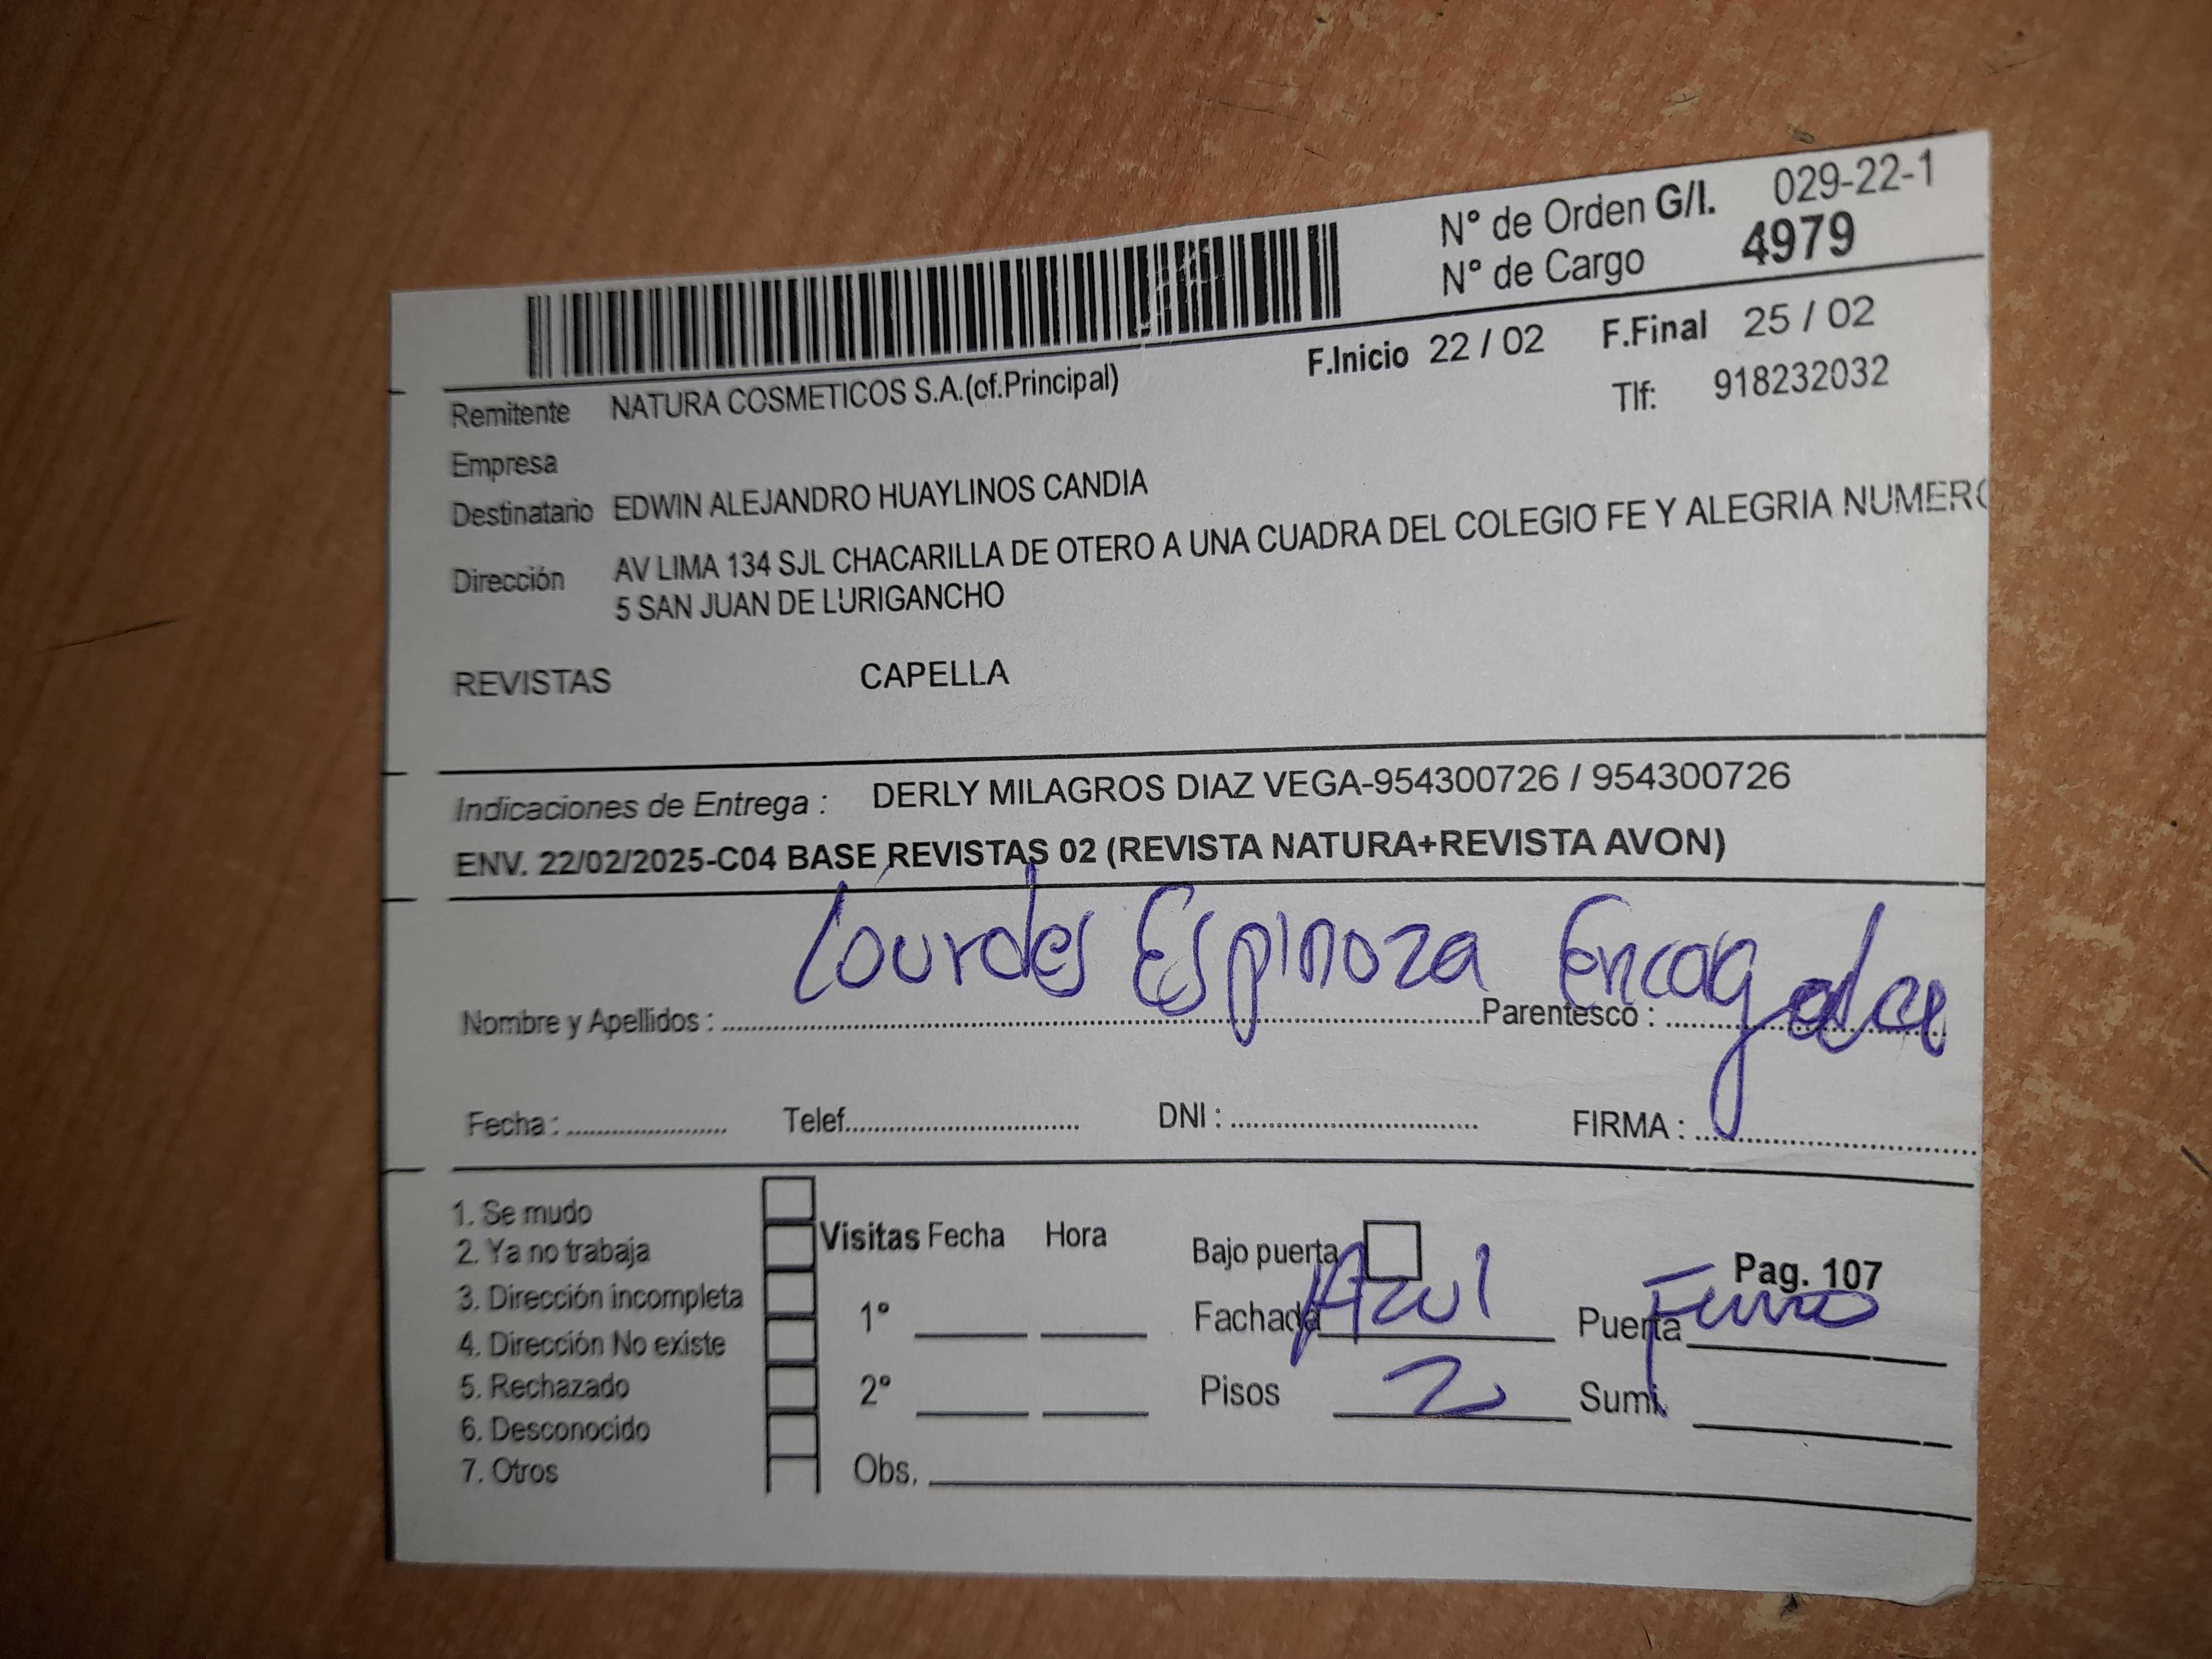 N° de Orden G/I. 029-22-1
N° de Cargo 4979
F.Inicio 22 / 02 F.Final 25 / 02
Remitente NATURA COSMETICOS S.A.(of.Principal) Tlf: 918232032
Empresa
Destinatario EDWIN ALEJANDRO HUAYLINOS CANDIA
Dirección AV LIMA 134 SJL CHACARILLA DE OTERO A UNA CUADRA DEL COLEGIO FE Y ALEGRIA NUMERO
5 SAN JUAN DE LURIGANCHO
REVISTAS CAPELLA
Indicaciones de Entrega : DERLY MILAGROS DIAZ VEGA-954300726 / 954300726
ENV. 22/02/2025-C04 BASE REVISTAS 02 (REVISTA NATURA+REVISTA AVON)
Nombre y Apellidos : Lourdes Espinoza Parentesco :
Fecha : Telef. DNI : FIRMA :
1. Se mudo
2. Ya no trabaja
3. Dirección incompleta
4. Dirección No existe
5. Rechazado
6. Desconocido
7. Otros
Visitas Fecha Hora
1°
2°
Obs.
Bajo puerta Pag. 107
Fachada Azul Puerta Fierro
Pisos 2 Sumi.